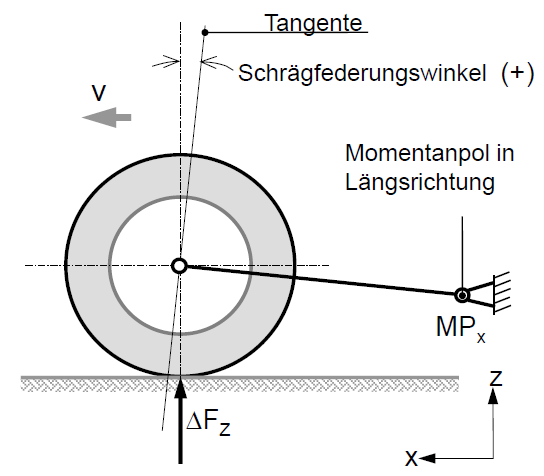 Tangente
Schrägfederungswinkel (+)
v
Momentanpol in
Längsrichtung
MPx
ΔFz
z
x